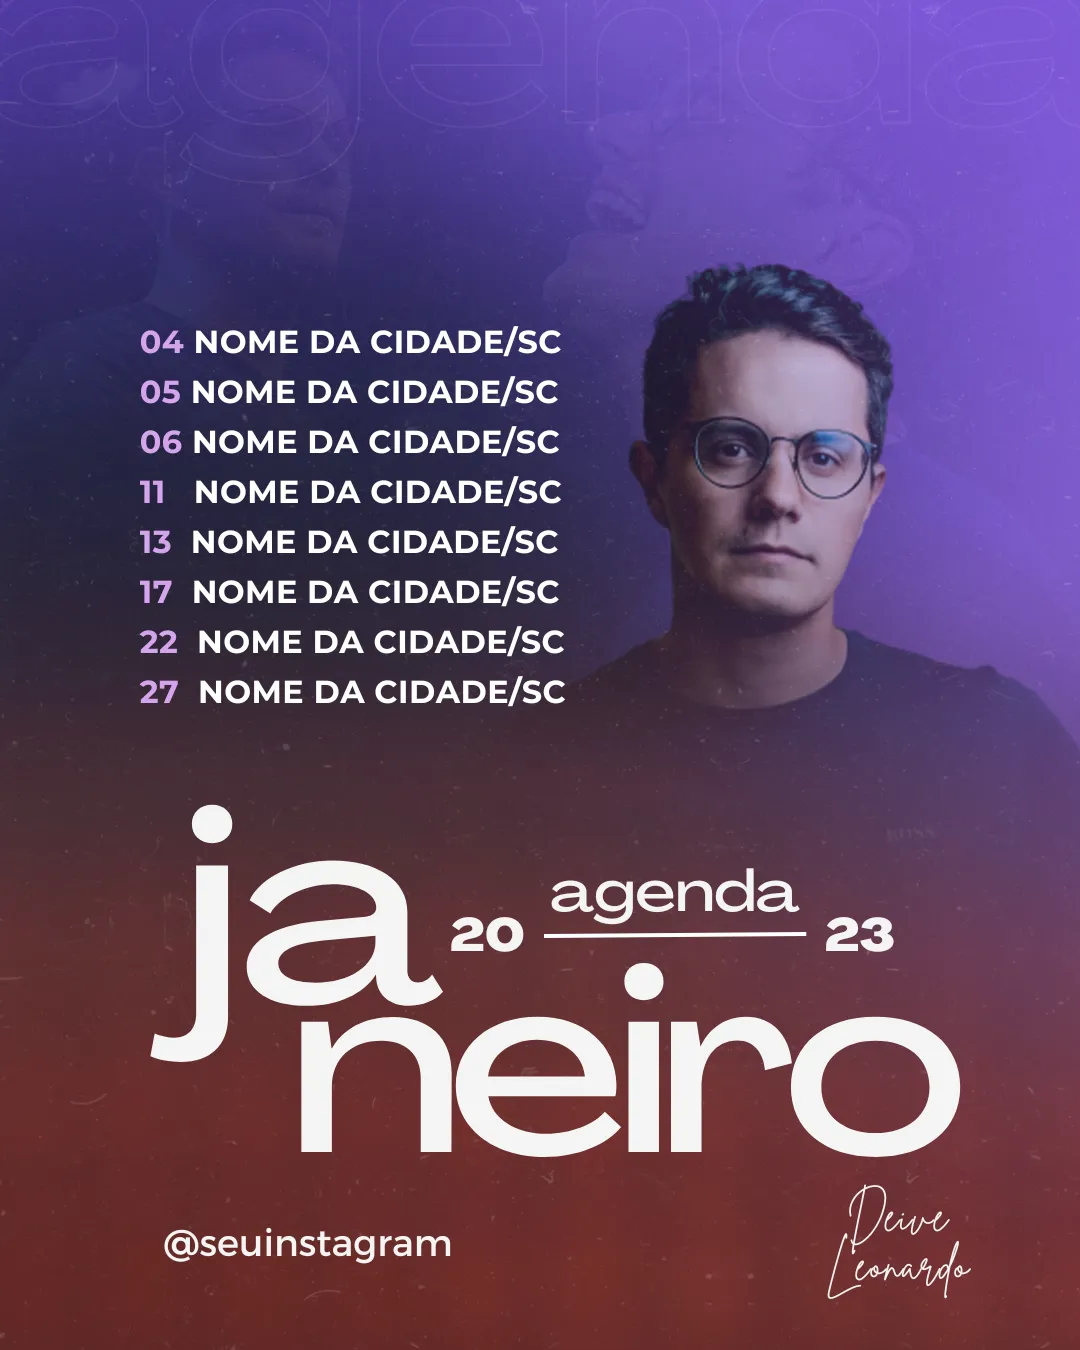 agenda
04 NOME DA CIDADE/SC
05 NOME DA CIDADE/SC
06 NOME DA CIDADE/SC
11 NOME DA CIDADE/SC
13 NOME DA CIDADE/SC
17 NOME DA CIDADE/SC
22 NOME DA CIDADE/SC
27 NOME DA CIDADE/SC
BOSS
ja
20 agenda 23
neiro
@seuinstagram
Deive
Leonardo